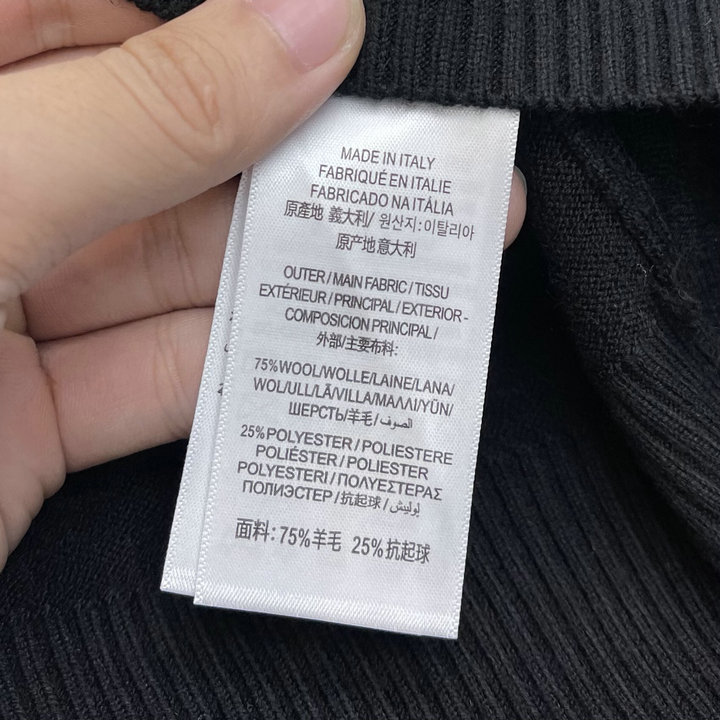 MADE IN ITALY
FABRIQUÉ EN ITALIE
FABRICADO NA ITÁLIA
原產地 義大利/ 원산지:이탈리아
原产地 意大利
OUTER / MAIN FABRIC / TISSU
EXTÉRIEUR / PRINCIPAL / EXTERIOR-
COMPOSICION PRINCIPAL /
外部/主要布料:
75%WOOL/WOLLE/LAINE/LANA/
WOL/ULL/LÃ/VILLA/ΜΑΛΛΙ/YÜN/
ШЕРСТЬ/羊毛/الصوف/
25%POLYESTER / POLIESTERE
POLIÉSTER / POLIESTER
POLYESTERI / ΠΟΛΥΕΣΤΕΡΑΣ
ПОЛИЭСТЕР /抗起球 /
面料: 75%羊毛 25%抗起球